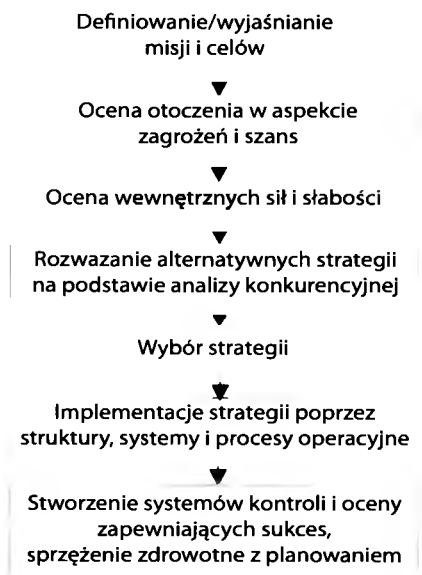 Definiowanie/wyjaśnianie
misji i celów
Ocena otoczenia w aspekcie
zagrożeń i szans
Ocena wewnętrznych sił i słabości
Rozwazanie alternatywnych strategii
na podstawie analizy konkurencyjnej
Wybór strategii
Implementacje strategii poprzez
struktury, systemy i procesy operacyjne
Stworzenie systemów kontroli i oceny
zapewniających sukces,
sprzężenie zdrowotne z planowaniem